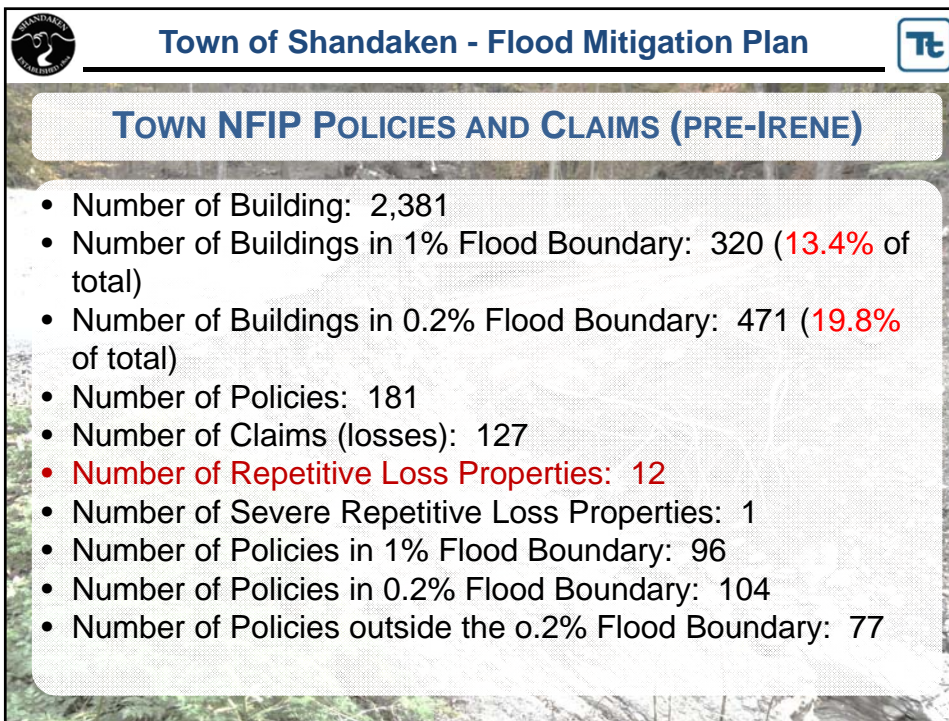 SHANDAKEN
ESTABLISHED 1804
Town of Shandaken - Flood Mitigation Plan
Tt
TOWN NFIP POLICIES AND CLAIMS (PRE-IRENE)
• Number of Building: 2,381
• Number of Buildings in 1% Flood Boundary: 320 (13.4% of
total)
• Number of Buildings in 0.2% Flood Boundary: 471 (19.8%
of total)
• Number of Policies: 181
• Number of Claims (losses): 127
• Number of Repetitive Loss Properties: 12
• Number of Severe Repetitive Loss Properties: 1
• Number of Policies in 1% Flood Boundary: 96
• Number of Policies in 0.2% Flood Boundary: 104
• Number of Policies outside the o.2% Flood Boundary: 77